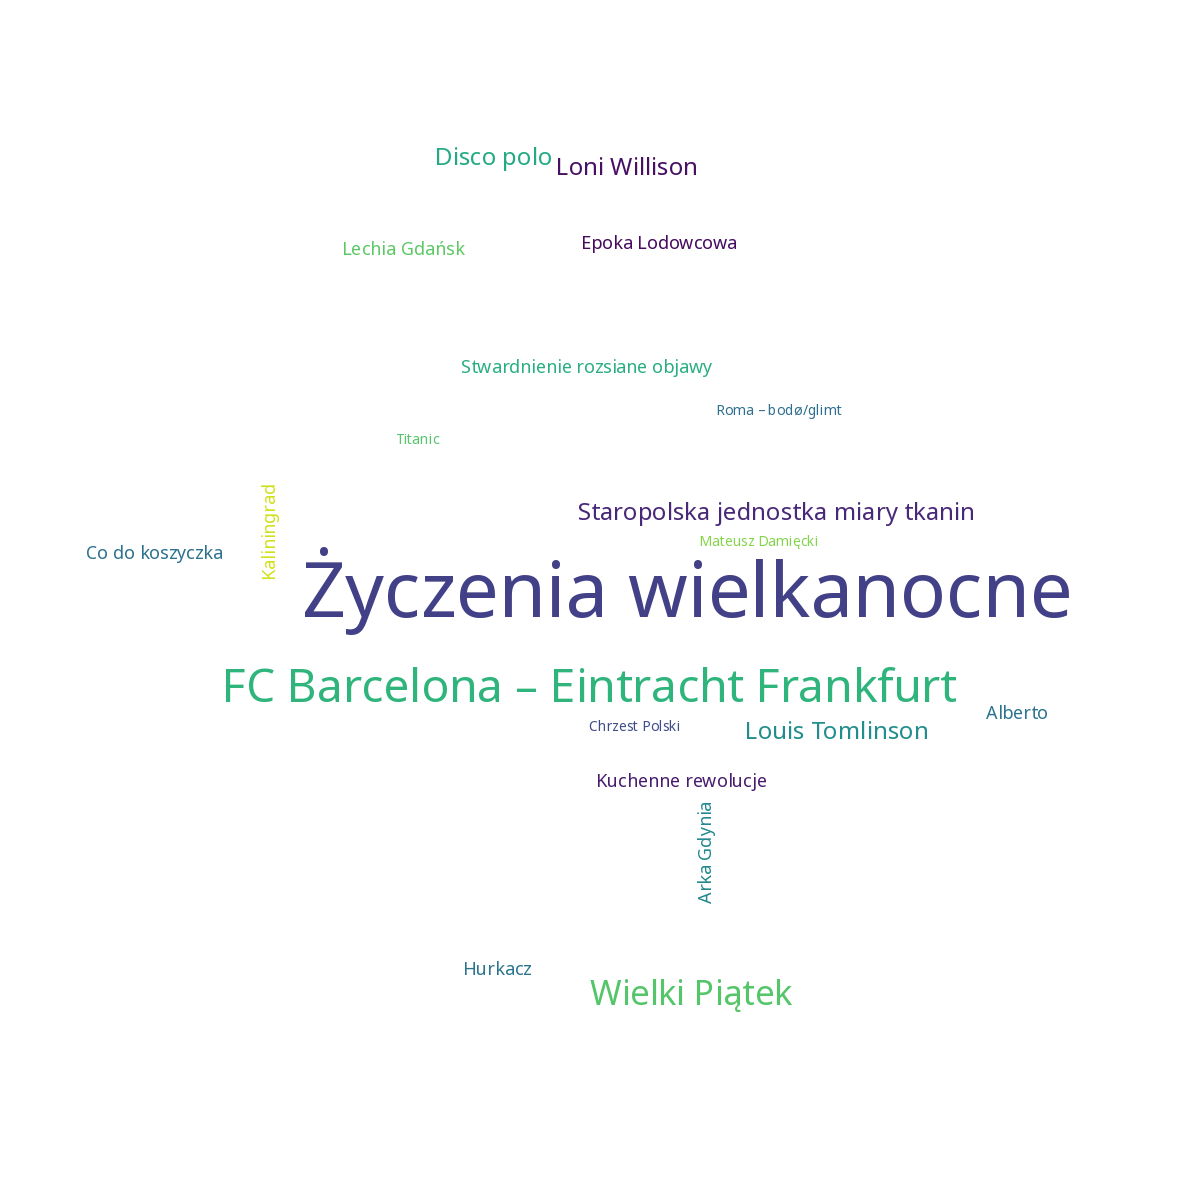 Disco polo
Loni Willison
Epoka Lodowcowa
Lechia Gdańsk
Stwardnienie rozsiane objawy
Roma – bodø/glimt
Titanic
Kaliningrad
Staropolska jednostka miary tkanin
Mateusz Damięcki
Co do koszyczka
Życzenia wielkanocne
FC Barcelona – Eintracht Frankfurt
Alberto
Chrzest Polski
Louis Tomlinson
Kuchenne rewolucje
Arka Gdynia
Hurkacz
Wielki Piątek